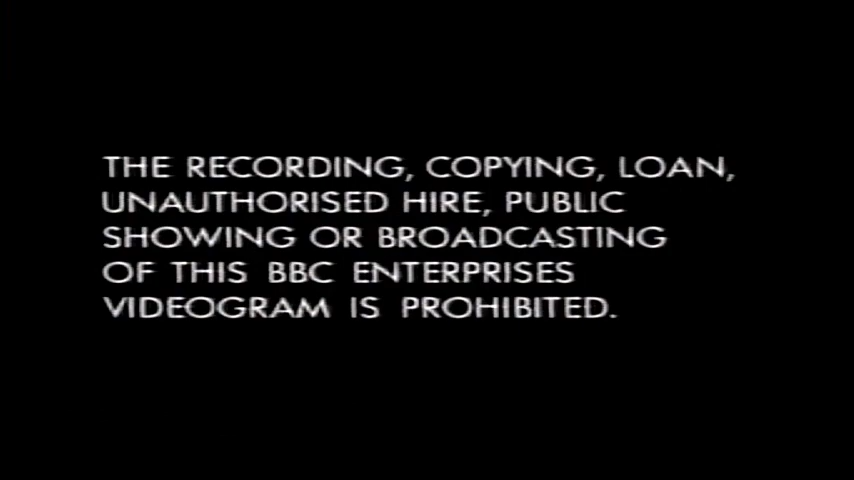 THE RECORDING, COPYING, LOAN,
UNAUTHORISED HIRE, PUBLIC
SHOWING OR BROADCASTING
OF THIS BBC ENTERPRISES
VIDEOGRAM IS PROHIBITED.